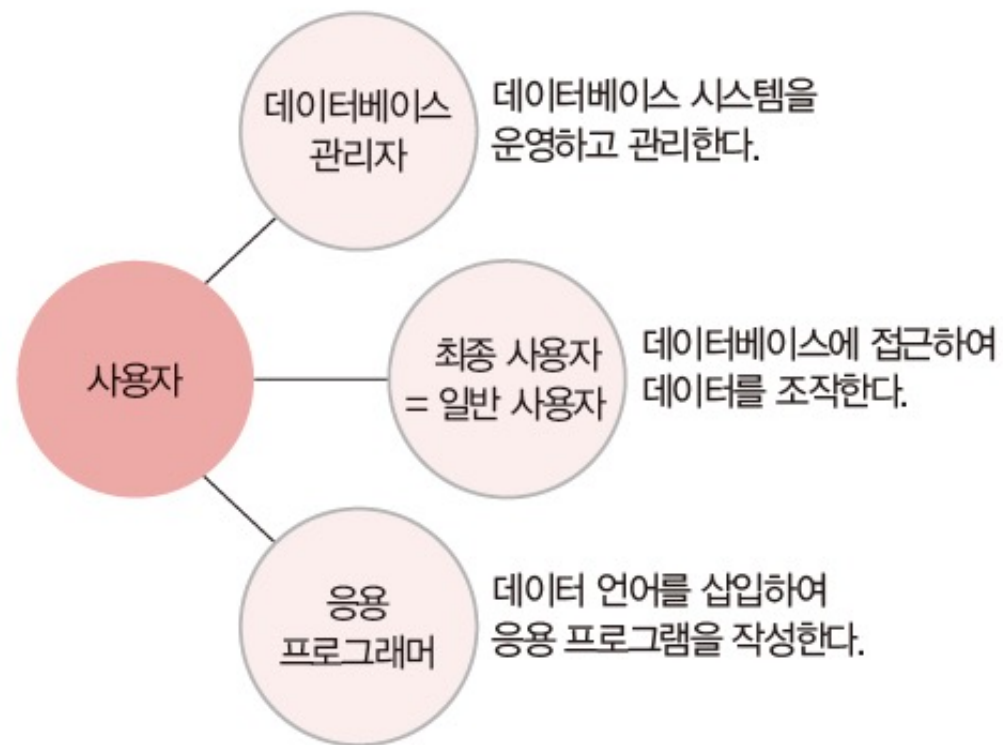 데이터베이스
관리자
데이터베이스 시스템을
운영하고 관리한다.
사용자
최종 사용자
= 일반 사용자
데이터베이스에 접근하여
데이터를 조작한다.
응용
프로그래머
데이터 언어를 삽입하여
응용 프로그램을 작성한다.